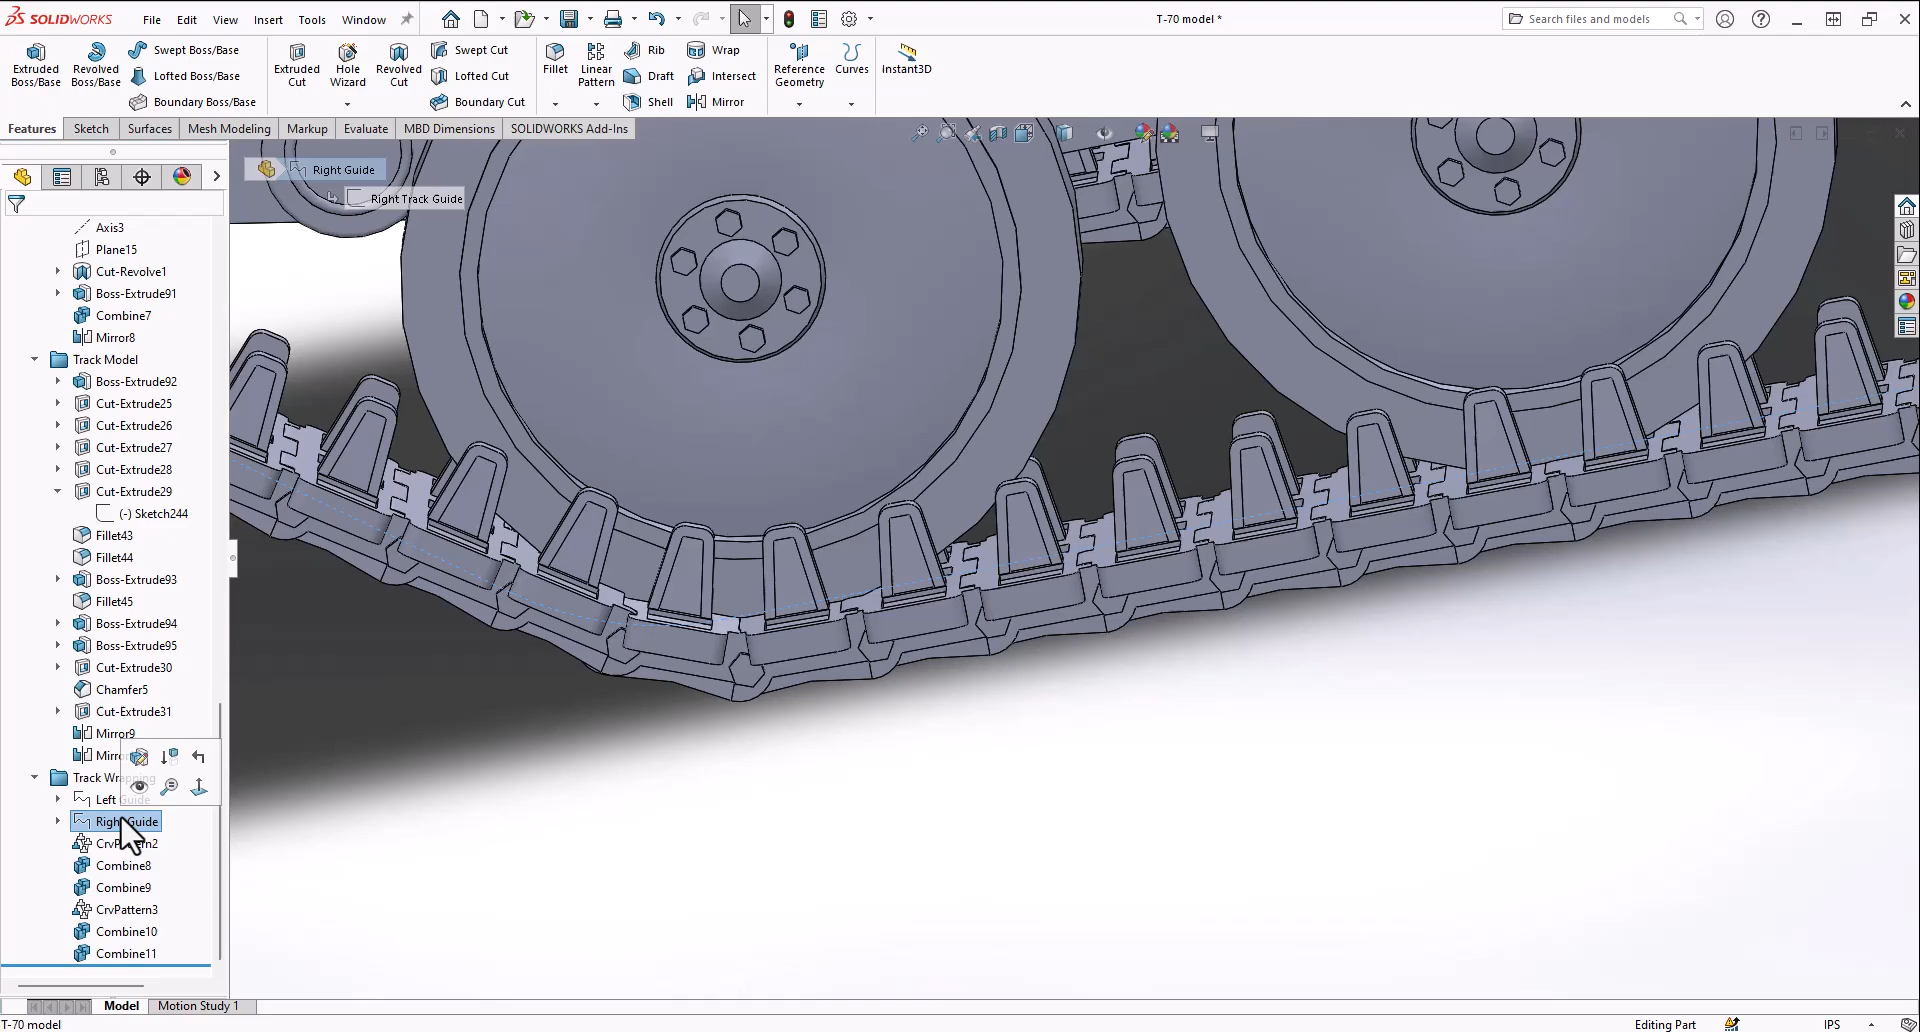 SOLIDWORKS File Edit View Insert Tools Window T-70 model * Search files and models
Extruded Boss/Base
Revolved Boss/Base
Swept Boss/Base
Lofted Boss/Base
Boundary Boss/Base
Extruded Cut
Hole Wizard
Revolved Cut
Swept Cut
Lofted Cut
Boundary Cut
Fillet
Linear Pattern
Rib
Draft
Shell
Wrap
Intersect
Mirror
Reference Geometry
Curves
Instant3D
Features Sketch Surfaces Mesh Modeling Markup Evaluate MBD Dimensions SOLIDWORKS Add-Ins
Right Guide
Right Track Guide
Axis3
Plane15
Cut-Revolve1
Boss-Extrude91
Combine7
Mirror8
Track Model
Boss-Extrude92
Cut-Extrude25
Cut-Extrude26
Cut-Extrude27
Cut-Extrude28
Cut-Extrude29
(-) Sketch244
Fillet43
Fillet44
Boss-Extrude93
Fillet45
Boss-Extrude94
Boss-Extrude95
Cut-Extrude30
Chamfer5
Cut-Extrude31
Mirror9
Track Wrapping
Left Guide
Right Guide
CrvPattern2
Combine8
Combine9
CrvPattern3
Combine10
Combine11
Model Motion Study 1
T-70 model Editing Part IPS